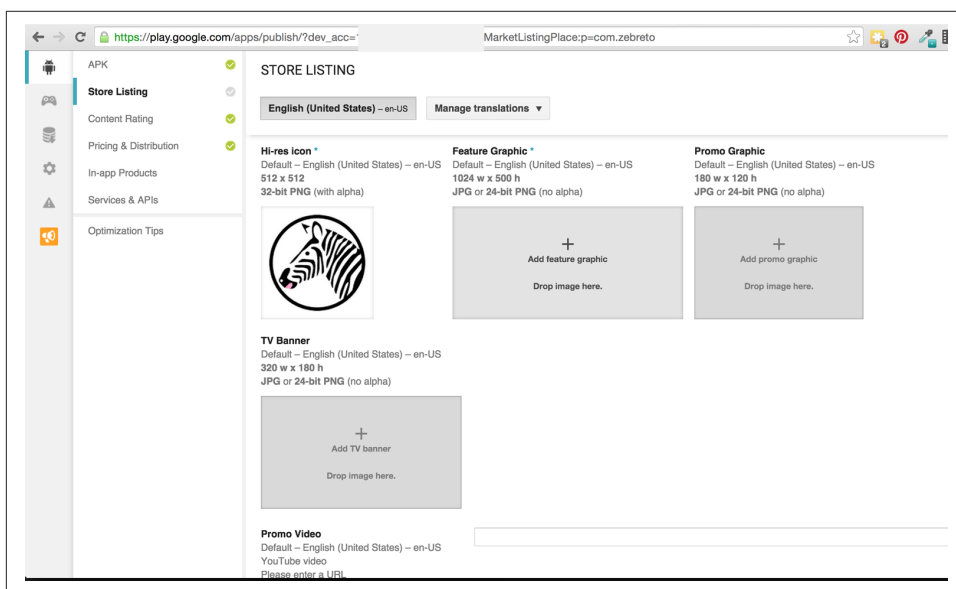 https://play.google.com/apps/publish/?dev_acc=
MarketListingPlace:p=com.zebreto
APK
Store Listing
Content Rating
Pricing & Distribution
In-app Products
Services & APIs
Optimization Tips
STORE LISTING
English (United States) – en-US
Manage translations
Hi-res icon *
Default – English (United States) – en-US
512 x 512
32-bit PNG (with alpha)
Feature Graphic *
Default – English (United States) – en-US
1024 w x 500 h
JPG or 24-bit PNG (no alpha)
+
Add feature graphic
Drop image here.
Promo Graphic
Default – English (United States) – en-US
180 w x 120 h
JPG or 24-bit PNG (no alpha)
+
Add promo graphic
Drop image here.
TV Banner
Default – English (United States) – en-US
320 w x 180 h
JPG or 24-bit PNG (no alpha)
+
Add TV banner
Drop image here.
Promo Video
Default – English (United States) – en-US
YouTube video
Please enter a URL